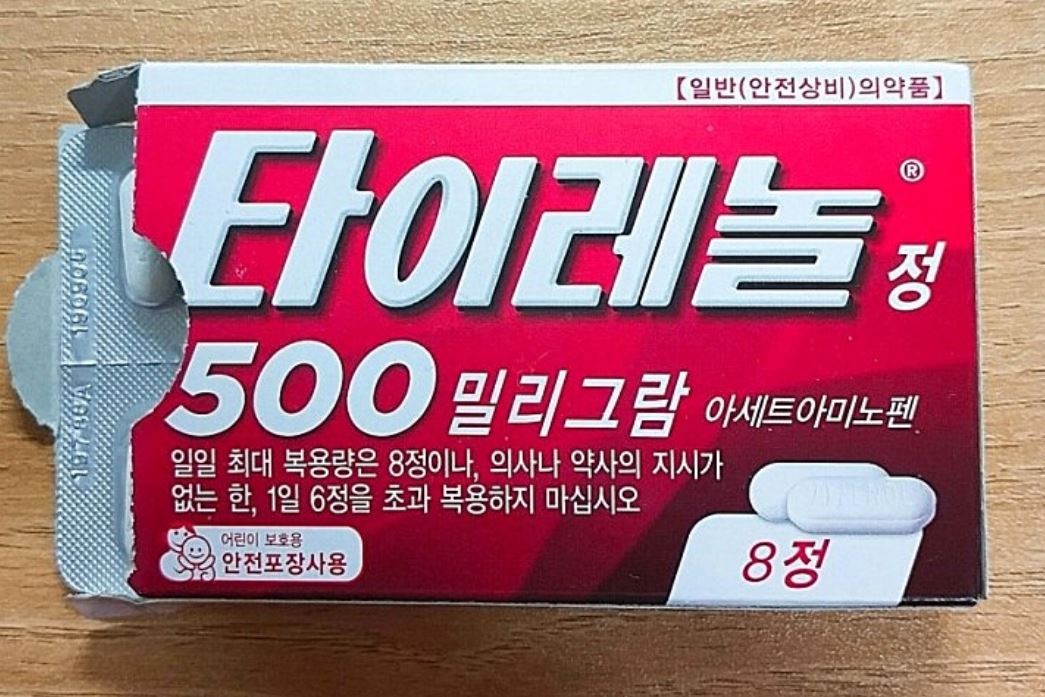 【일반(안전상비)의약품】
타이레놀® 정
500 밀리그람 아세트아미노펜
일일 최대 복용량은 8정이나, 의사나 약사의 지시가
없는 한, 1일 6정을 초과 복용하지 마십시오
어린이 보호용
안전포장사용
8정